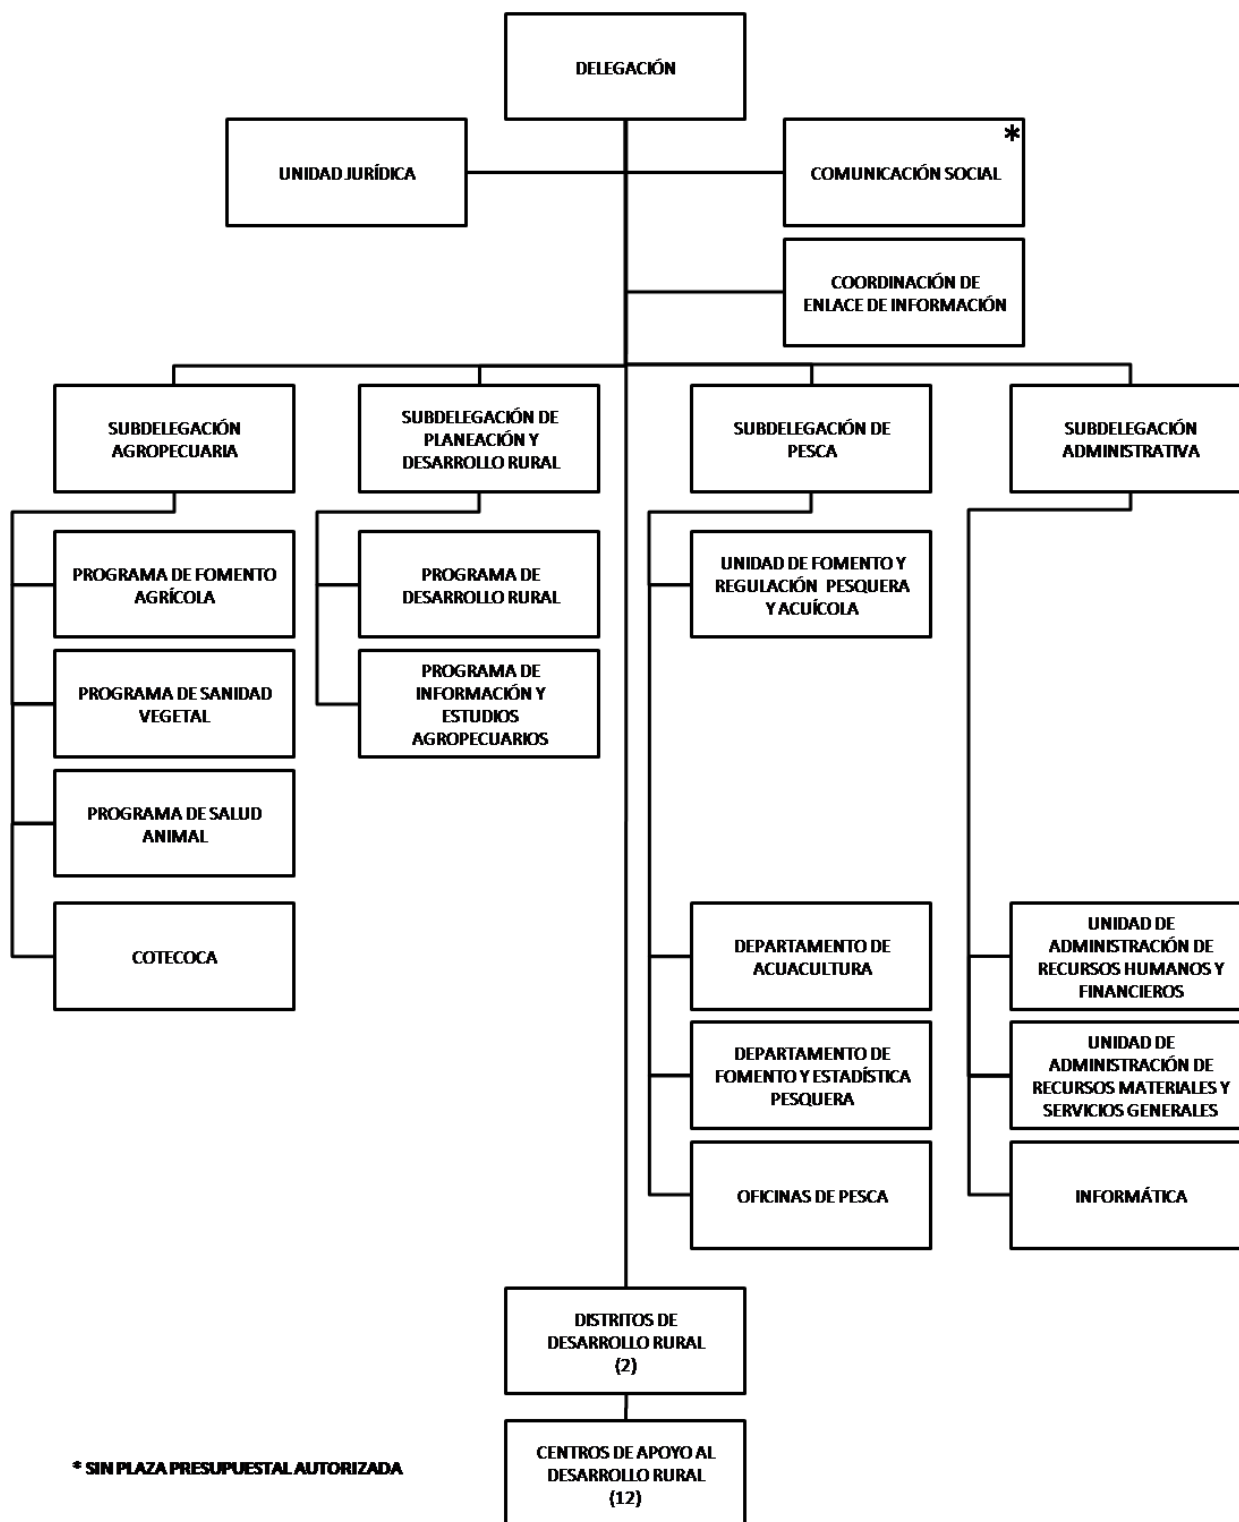 DELEGACIÓN
UNIDAD JURÍDICA
*
COMUNICACIÓN SOCIAL
COORDINACIÓN DE
ENLACE DE INFORMACIÓN
SUBDELEGACIÓN
AGROPECUARIA
SUBDELEGACIÓN DE
PLANEACIÓN Y
DESARROLLO RURAL
SUBDELEGACIÓN DE
PESCA
SUBDELEGACIÓN
ADMINISTRATIVA
PROGRAMA DE FOMENTO
AGRÍCOLA
PROGRAMA DE
DESARROLLO RURAL
UNIDAD DE FOMENTO Y
REGULACIÓN PESQUERA
Y ACUÍCOLA
PROGRAMA DE SANIDAD
VEGETAL
PROGRAMA DE
INFORMACIÓN Y
ESTUDIOS
AGROPECUARIOS
PROGRAMA DE SALUD
ANIMAL
COTECOCA
DEPARTAMENTO DE
ACUACULTURA
UNIDAD DE
ADMINISTRACIÓN DE
RECURSOS HUMANOS Y
FINANCIEROS
DEPARTAMENTO DE
FOMENTO Y ESTADÍSTICA
PESQUERA
UNIDAD DE
ADMINISTRACIÓN DE
RECURSOS MATERIALES Y
SERVICIOS GENERALES
OFICINAS DE PESCA
INFORMÁTICA
DISTRITOS DE
DESARROLLO RURAL
(2)
CENTROS DE APOYO AL
DESARROLLO RURAL
(12)
* SIN PLAZA PRESUPUESTAL AUTORIZADA